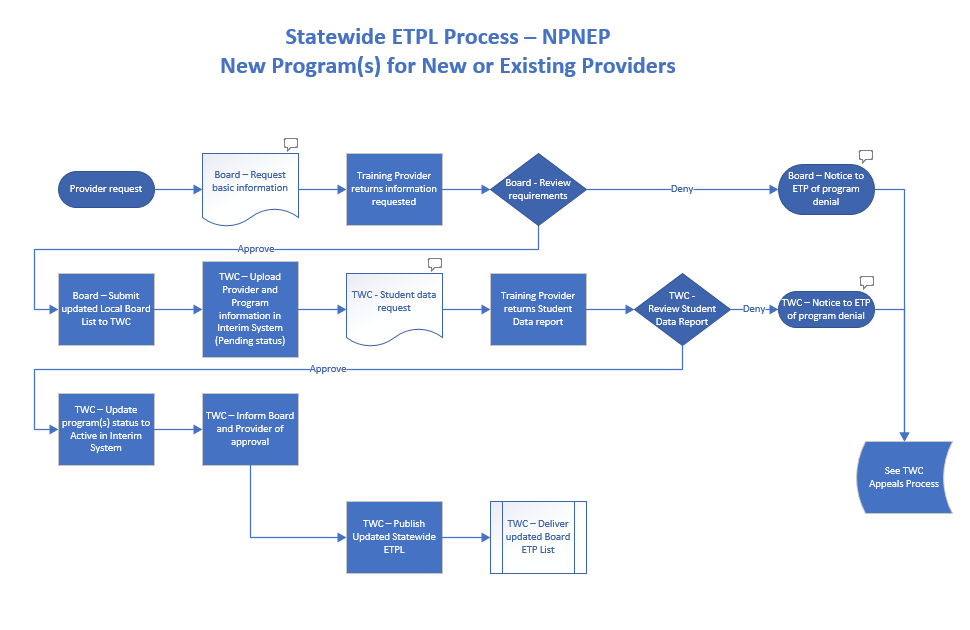 Statewide ETPL Process – NPNEP
New Program(s) for New or Existing Providers
Provider request
Board – Request
basic information
Training Provider
returns information
requested
Board - Review
requirements
Deny
Board – Notice to
ETP of program
denial
Approve
Board – Submit
updated Local Board
List to TWC
TWC – Upload
Provider and
Program
information in
Interim System
(Pending status)
TWC - Student data
request
Training Provider
returns Student
Data report
TWC -
Review Student
Data Report
Deny
TWC – Notice to ETP
of program denial
Approve
TWC – Update
program(s) status to
Active in Interim
System
TWC – Inform Board
and Provider of
approval
See TWC
Appeals Process
TWC – Publish
Updated Statewide
ETPL
TWC – Deliver
updated Board
ETP List